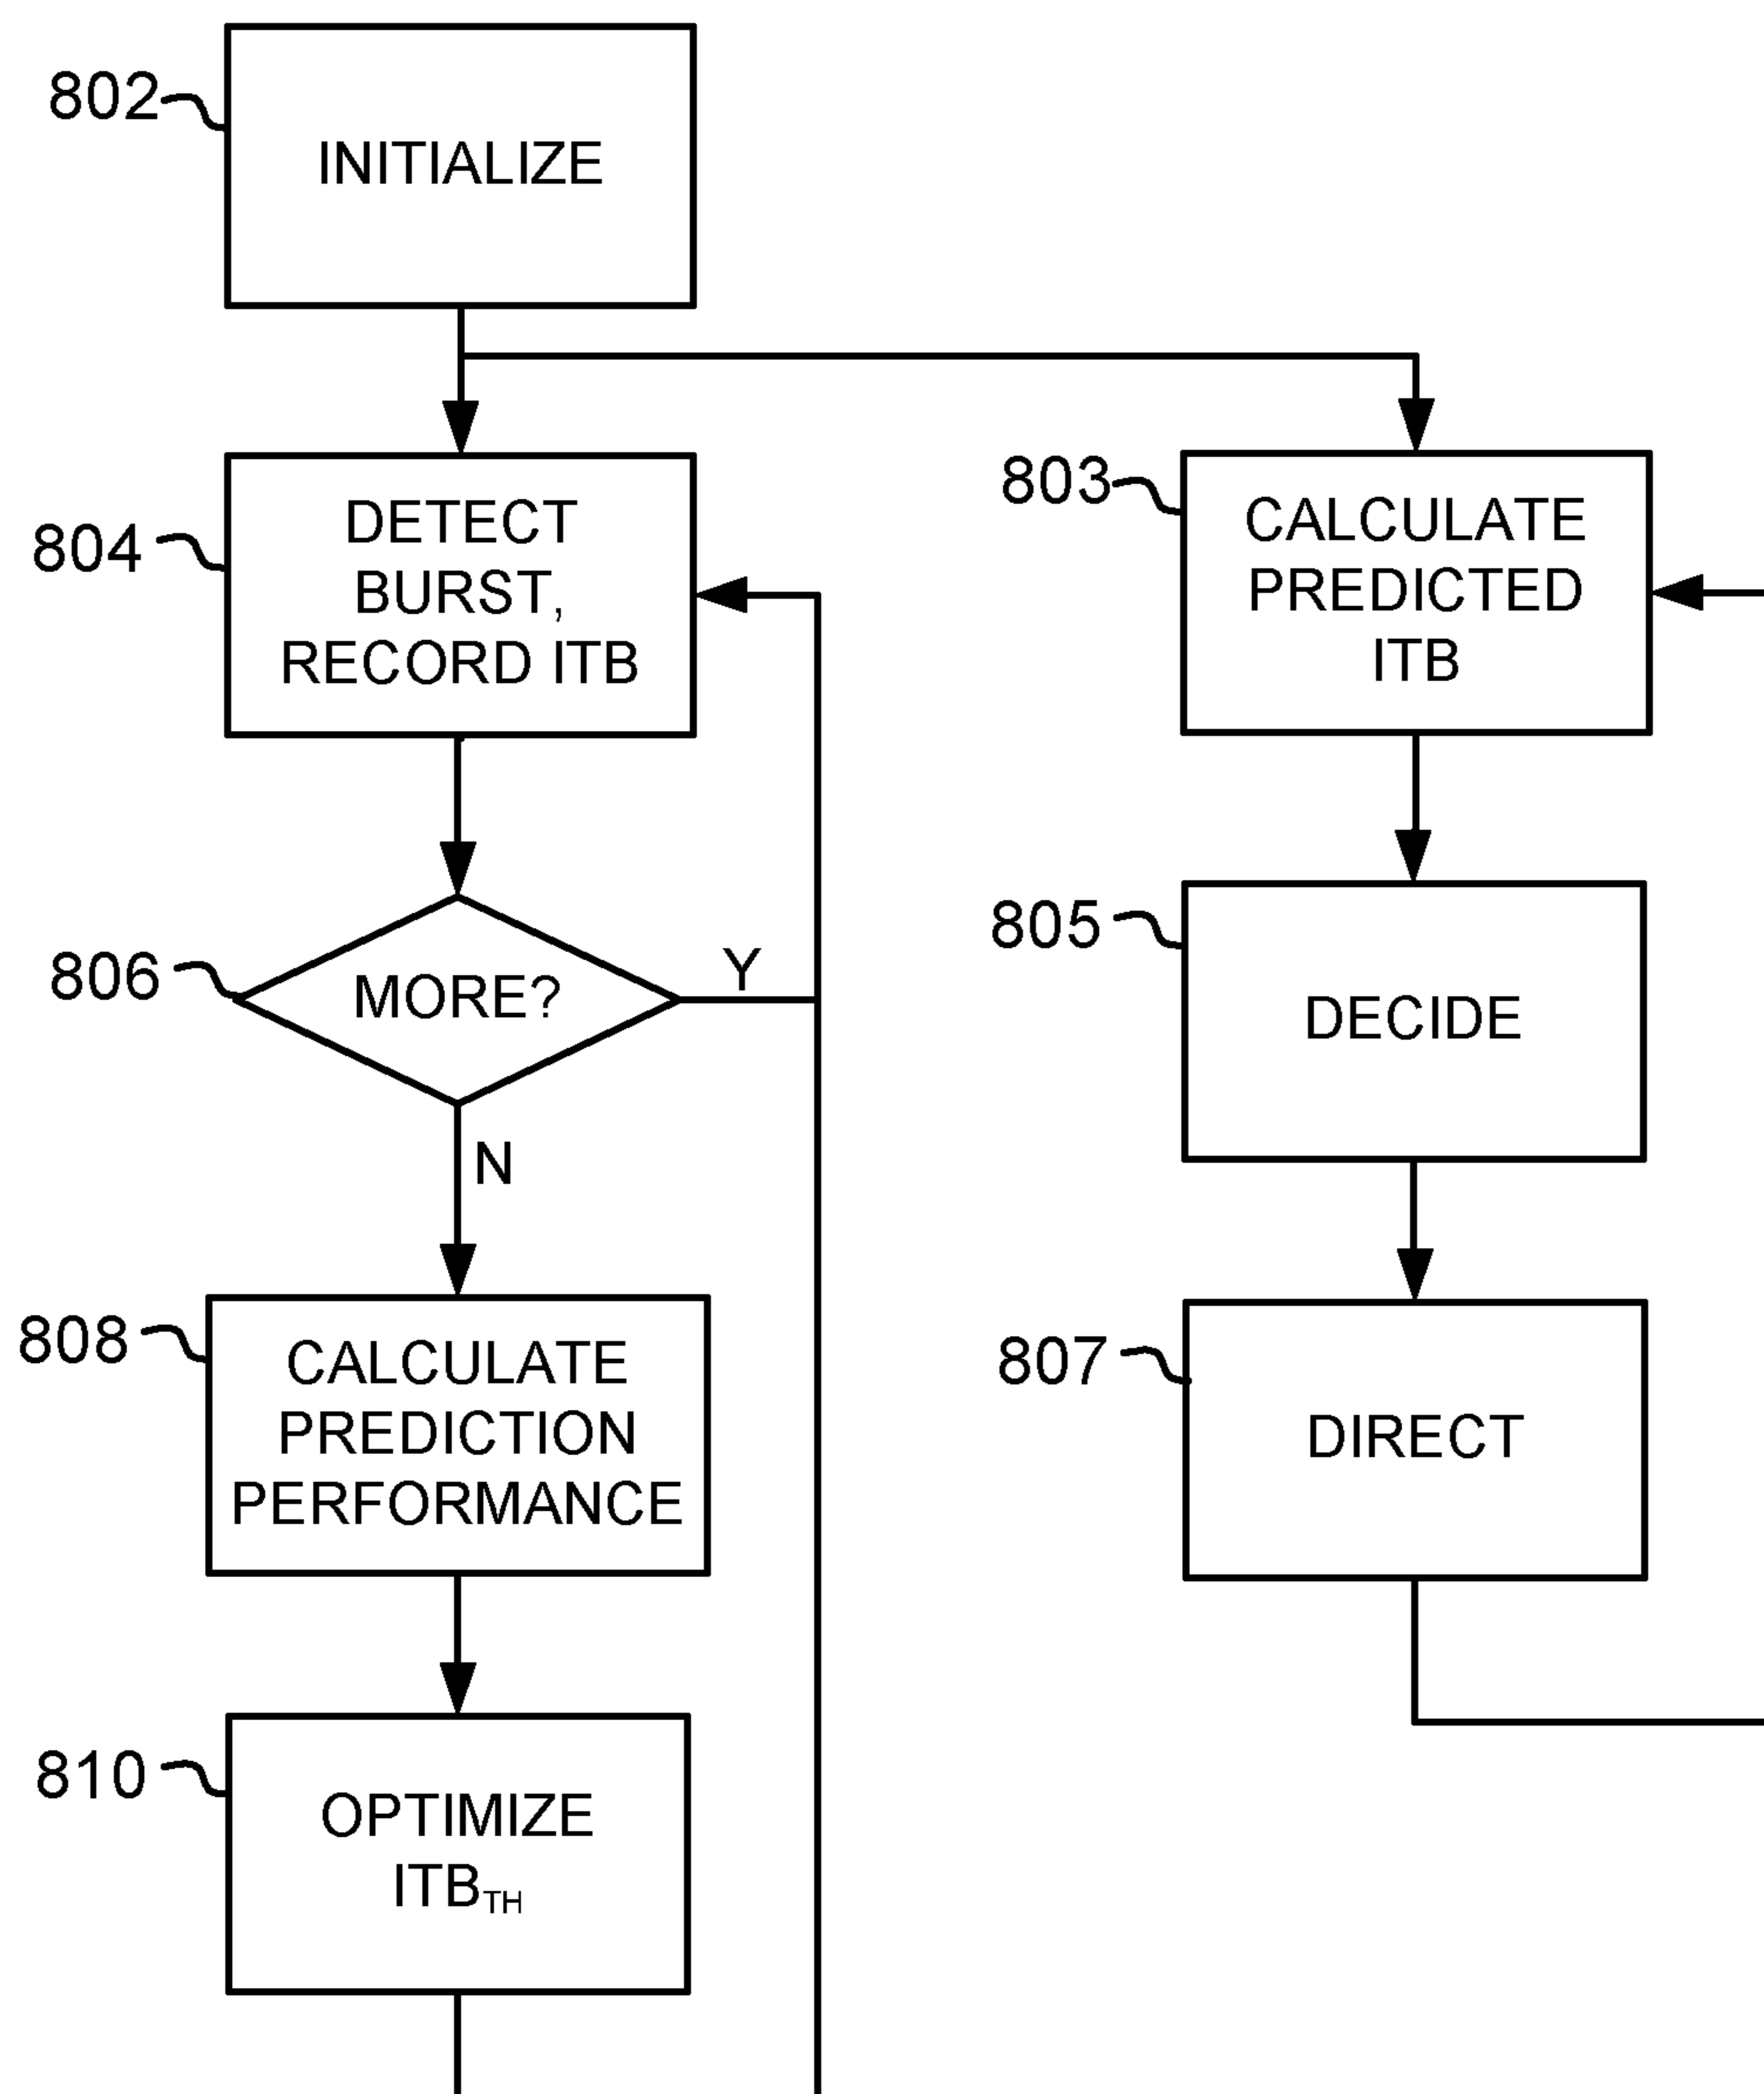 802
INITIALIZE
804
DETECT
BURST,
RECORD ITB
803
CALCULATE
PREDICTED
ITB
806
MORE?
Y
N
805
DECIDE
808
CALCULATE
PREDICTION
PERFORMANCE
807
DIRECT
810
OPTIMIZE
ITBTH